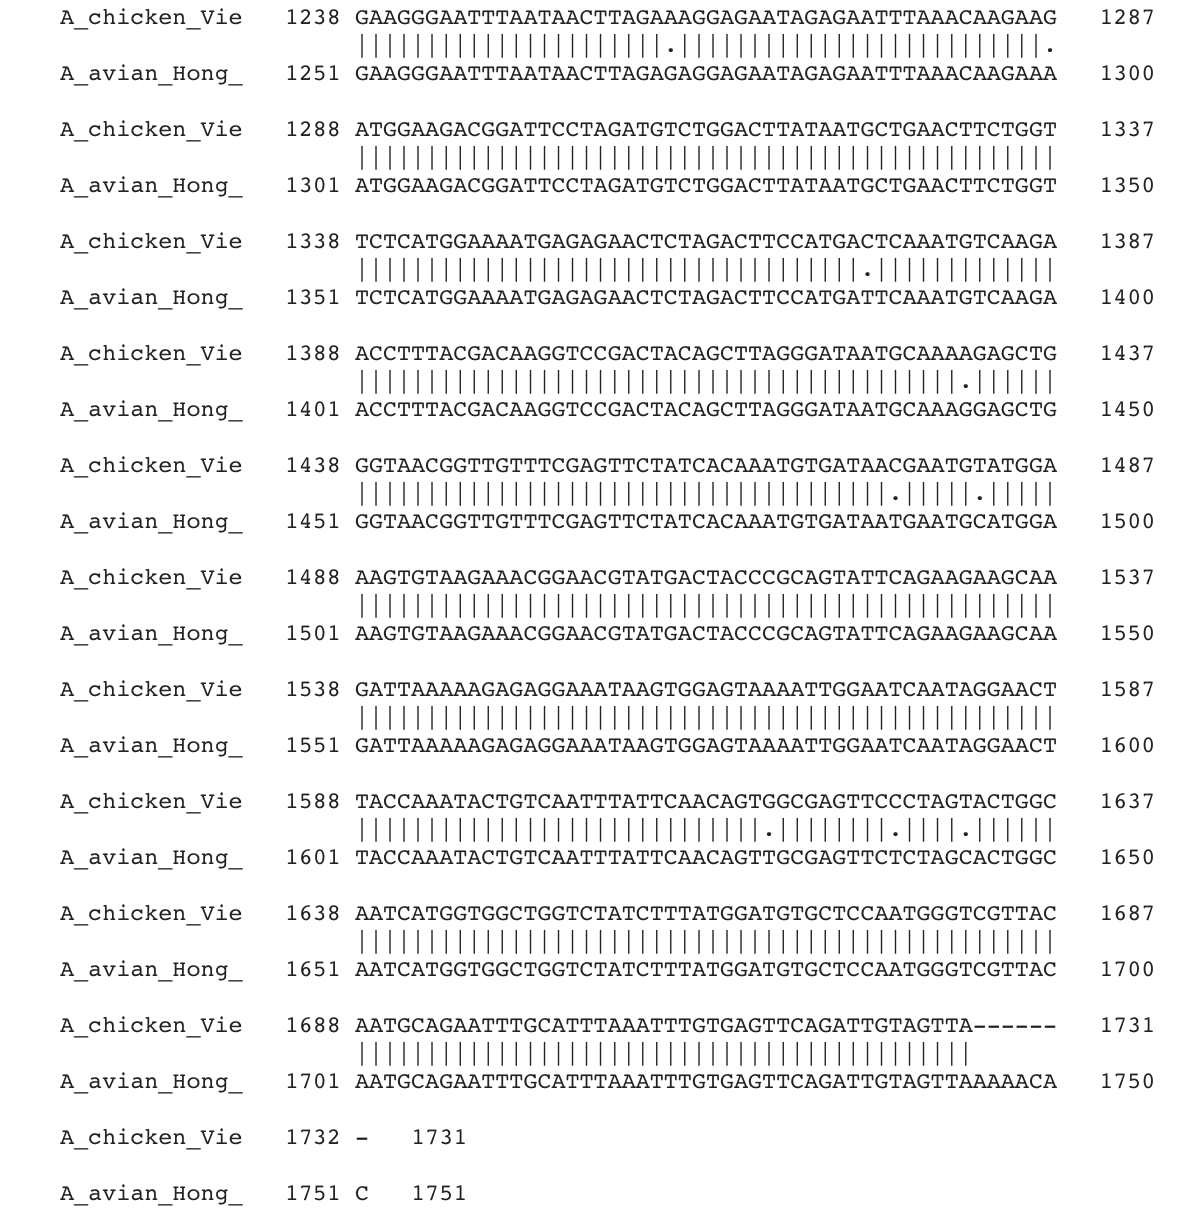 A_chicken_Vie 1238 GAAGGGAATTTAATAACTTAGAAAGGAGAATAGAGAATTTAAACAAGAAG 1287
||||||||||||||||||||||.|||||||||||||||||||||||||.
A_avian_Hong_ 1251 GAAGGGAATTTAATAACTTAGAGAGGAGAATAGAGAATTTAAACAAGAAA 1300
A_chicken_Vie 1288 ATGGAAGACGGATTCCTAGATGTCTGGACTTATAATGCTGAACTTCTGGT 1337
||||||||||||||||||||||||||||||||||||||||||||||||||
A_avian_Hong_ 1301 ATGGAAGACGGATTCCTAGATGTCTGGACTTATAATGCTGAACTTCTGGT 1350
A_chicken_Vie 1338 TCTCATGGAAAATGAGAGAACTCTAGACTTCCATGACTCAAATGTCAAGA 1387
||||||||||||||||||||||||||||||||||||.|||||||||||||
A_avian_Hong_ 1351 TCTCATGGAAAATGAGAGAACTCTAGACTTCCATGATTCAAATGTCAAGA 1400
A_chicken_Vie 1388 ACCTTTACGACAAGGTCCGACTACAGCTTAGGGATAATGCAAAAGAGCTG 1437
|||||||||||||||||||||||||||||||||||||||||||.||||||
A_avian_Hong_ 1401 ACCTTTACGACAAGGTCCGACTACAGCTTAGGGATAATGCAAAGGAGCTG 1450
A_chicken_Vie 1438 GGTAACGGTTGTTTCGAGTTCTATCACAAATGTGATAACGAATGTATGGA 1487
||||||||||||||||||||||||||||||||||||||.|||||.|||||
A_avian_Hong_ 1451 GGTAACGGTTGTTTCGAGTTCTATCACAAATGTGATAATGAATGCATGGA 1500
A_chicken_Vie 1488 AAGTGTAAGAAACGGAACGTATGACTACCCGCAGTATTCAGAAGAAGCAA 1537
||||||||||||||||||||||||||||||||||||||||||||||||||
A_avian_Hong_ 1501 AAGTGTAAGAAACGGAACGTATGACTACCCGCAGTATTCAGAAGAAGCAA 1550
A_chicken_Vie 1538 GATTAAAAAGAGAGGAAATAAGTGGAGTAAAATTGGAATCAATAGGAACT 1587
||||||||||||||||||||||||||||||||||||||||||||||||||
A_avian_Hong_ 1551 GATTAAAAAGAGAGGAAATAAGTGGAGTAAAATTGGAATCAATAGGAACT 1600
A_chicken_Vie 1588 TACCAAATACTGTCAATTTATTCAACAGTGGCGAGTTCCCTAGTACTGGC 1637
|||||||||||||||||||||||||||||.||||||||.||||.||||||
A_avian_Hong_ 1601 TACCAAATACTGTCAATTTATTCAACAGTTGCGAGTTCTCTAGCACTGGC 1650
A_chicken_Vie 1638 AATCATGGTGGCTGGTCTATCTTTATGGATGTGCTCCAATGGGTCGTTAC 1687
||||||||||||||||||||||||||||||||||||||||||||||||||
A_avian_Hong_ 1651 AATCATGGTGGCTGGTCTATCTTTATGGATGTGCTCCAATGGGTCGTTAC 1700
A_chicken_Vie 1688 AATGCAGAATTTGCATTTAAATTTGTGAGTTCAGATTGTAGTTA------ 1731
||||||||||||||||||||||||||||||||||||||||||||
A_avian_Hong_ 1701 AATGCAGAATTTGCATTTAAATTTGTGAGTTCAGATTGTAGTTAAAAACA 1750
A_chicken_Vie 1732 - 1731
A_avian_Hong_ 1751 C 1751